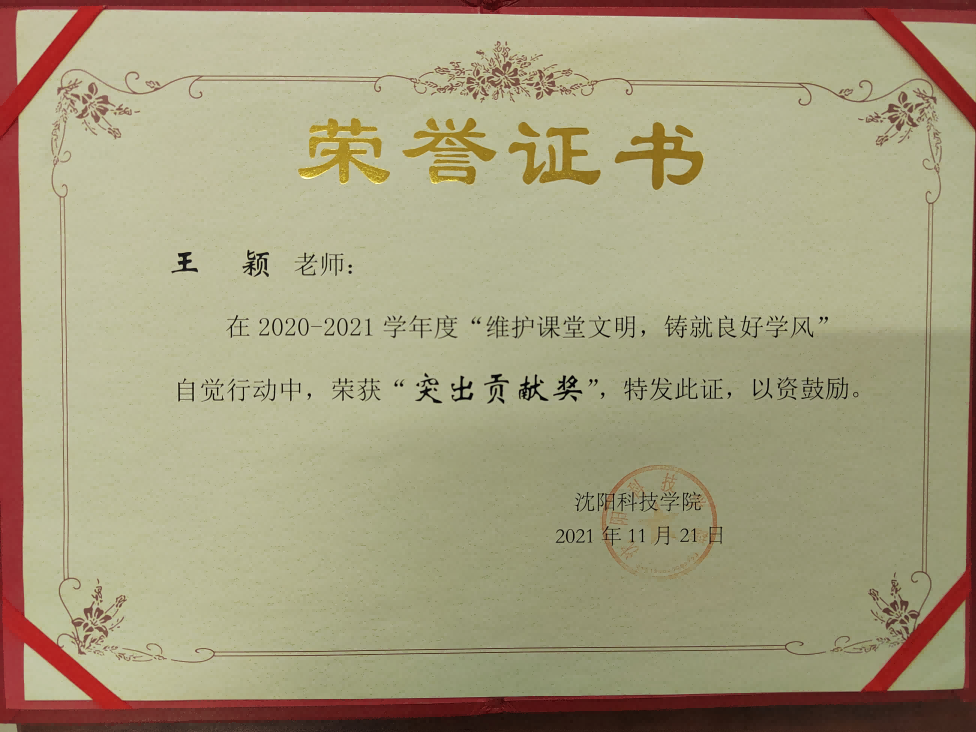 荣誉证书
王 颖 老师：
在 2020-2021 学年度“维护课堂文明，铸就良好学风”
自觉行动中，荣获“突出贡献奖”，特发此证，以资鼓励。
沈阳科技学院
2021 年 11 月 21 日